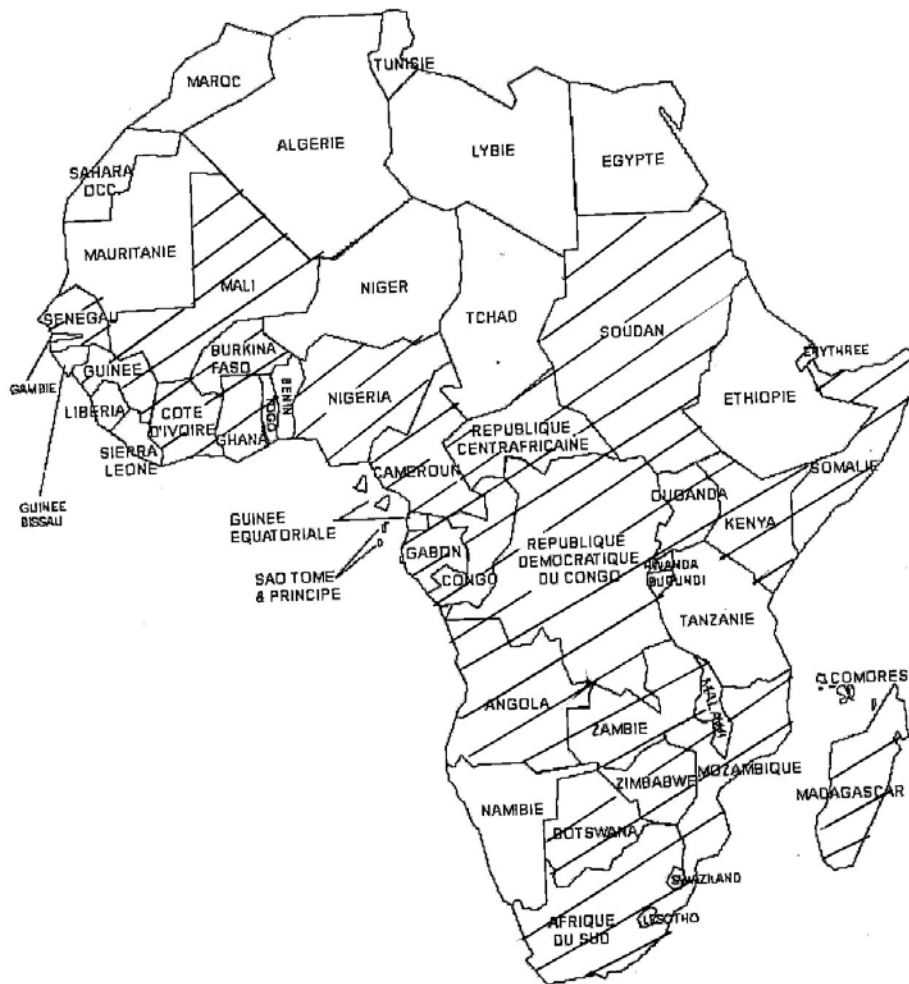 TUNISIE
MAROC
ALGERIE
LYBIE
EGYPTE
SAHARA
OCC
MAURITANIE
MALI
NIGER
TCHAD
SOUDAN
SENEGAL
ERYTHREE
GAMBIE
GUINEE
BURKINA
FASO
BENIN
NIGERIA
ETHIOPIE
LIBERIA
COTE
D'IVOIRE
GHANA
TOGO
REPUBLIQUE
CENTRAFRICAINE
SIERRA
LEONE
CAMEROUN
SOMALIE
GUINEE
BISSAU
GUINEE
EQUATORIALE
OUGANDA
KENYA
GABON
CONGO
REPUBLIQUE
DEMOCRATIQUE
DU CONGO
RWANDA
BURUNDI
SAO TOME
& PRINCIPE
TANZANIE
COMORES
ANGOLA
MALAWI
ZAMBIE
MOZAMBIQUE
ZIMBABWE
MADAGASCAR
NAMIBIE
BOTSWANA
SWAZILAND
AFRIQUE
DU SUD
LESOTHO